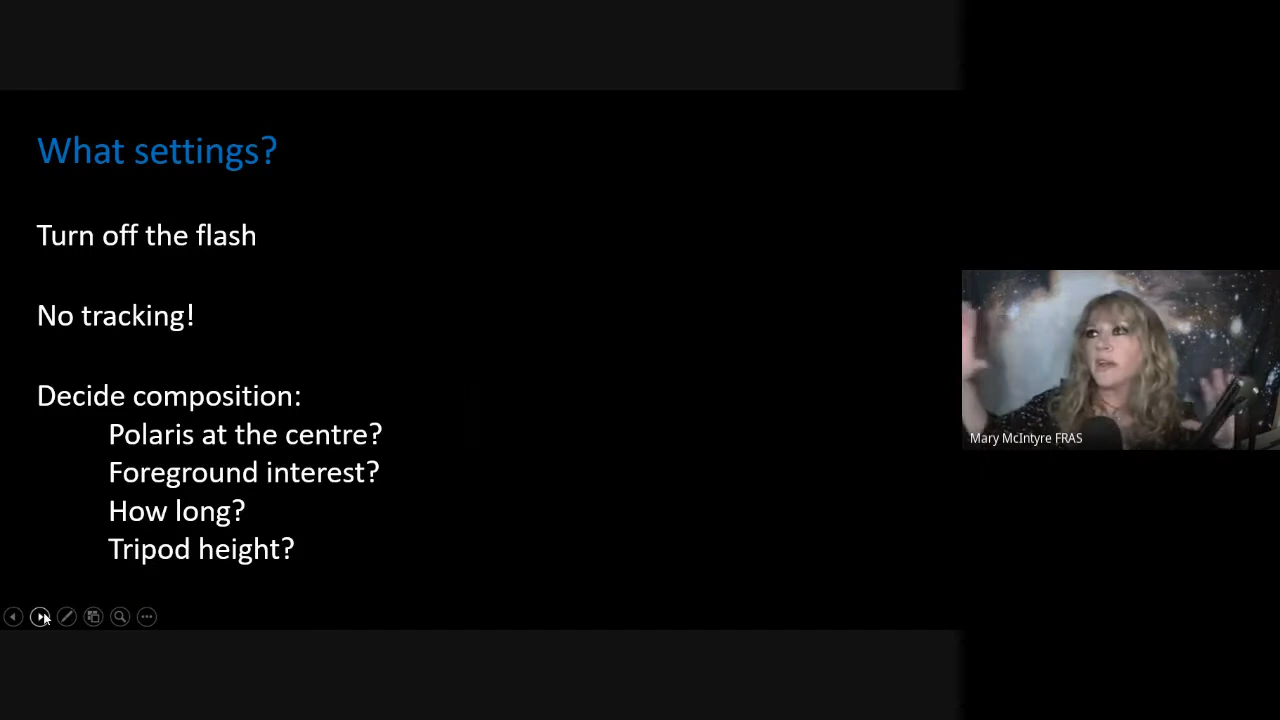 What settings?
Turn off the flash
No tracking!
Decide composition:
Polaris at the centre?
Foreground interest?
How long?
Tripod height?
Mary McIntyre FRAS